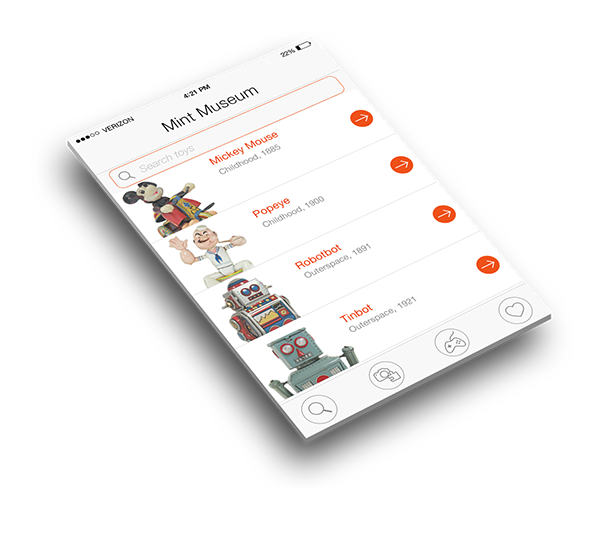 ●●●○○ VERIZON 4:21 PM 22%
Mint Museum
Search toys
Mickey Mouse
Childhood, 1885
Popeye
Childhood, 1900
Robotbot
Outerspace, 1891
Tinbot
Outerspace, 1921